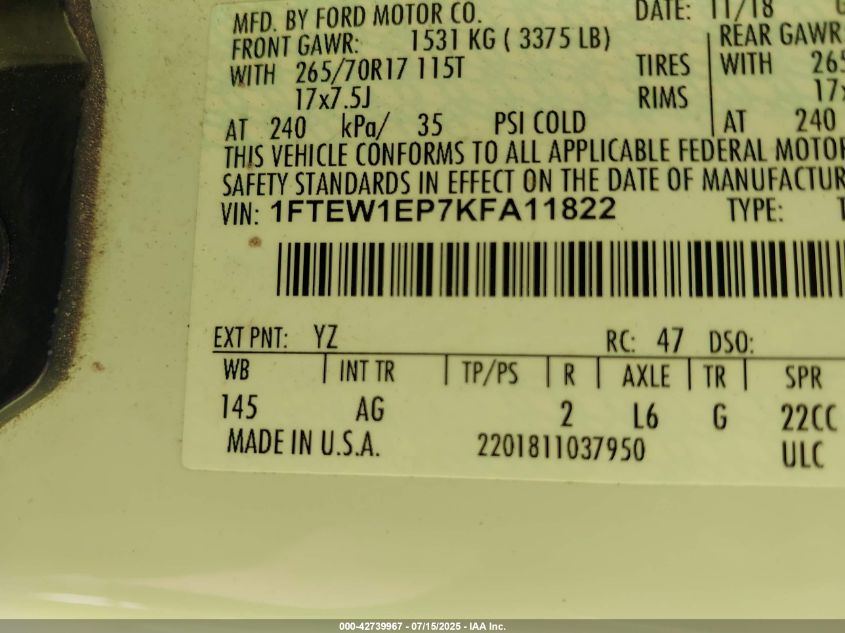 MFD. BY FORD MOTOR CO. DATE: 11/18
FRONT GAWR: 1531 KG ( 3375 LB) REAR GAWR
WITH 265/70R17 115T TIRES WITH 265
17x7.5J RIMS 17x
AT 240 kPa/ 35 PSI COLD AT 240
THIS VEHICLE CONFORMS TO ALL APPLICABLE FEDERAL MOTOR
SAFETY STANDARDS IN EFFECT ON THE DATE OF MANUFACTUR
VIN: 1FTEW1EP7KFA11822 TYPE: T
EXT PNT: YZ RC: 47 DSO:
WB INT TR TP/PS R AXLE TR SPR
145 AG 2 L6 G 22CC
MADE IN U.S.A. 2201811037950 ULC
000-42739967 - 07/15/2025 - IAA Inc.